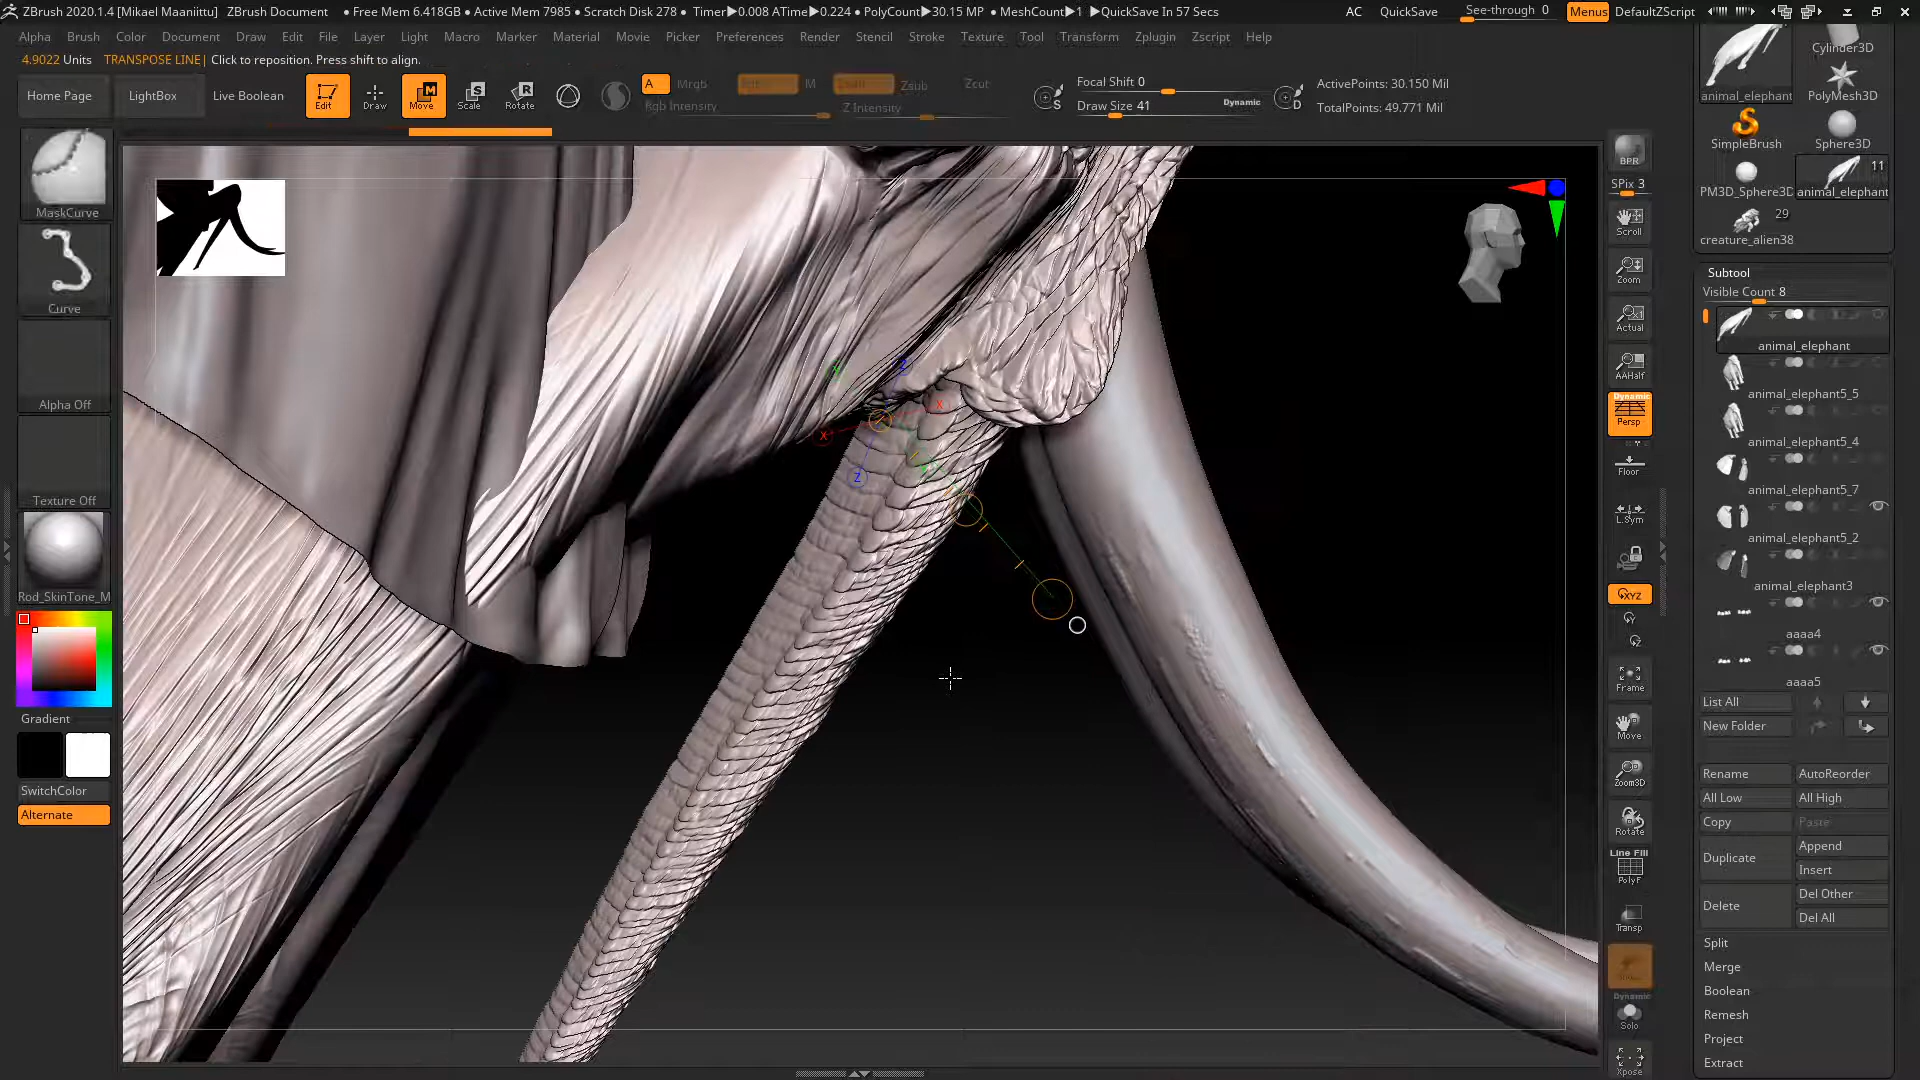 ZBrush 2020.1.4 [Mikael Maaniittu] ZBrush Document • Free Mem 6.418GB • Active Mem 7985 • Scratch Disk 278 • Timer▶0.008 ATime▶0.224 • PolyCount▶30.15 MP • MeshCount▶1 ▶QuickSave In 57 Secs AC QuickSave See-through 0 Menus DefaultZScript
Alpha Brush Color Document Draw Edit File Layer Light Macro Marker Material Movie Picker Preferences Render Stencil Stroke Texture Tool Transform Zplugin Zscript Help
4.9022 Units TRANSPOSE LINE| Click to reposition. Press shift to align.
Home Page LightBox Live Boolean Edit Draw Move Scale Rotate
A Mrgb M Zsub Zcut
Rgb Intensity Z Intensity
Focal Shift 0
Draw Size 41 Dynamic
S D
ActivePoints: 30.150 Mil
TotalPoints: 49.771 Mil
MaskCurve
Curve
Alpha Off
Texture Off
Rod_SkinTone_M
Gradient
SwitchColor
Alternate
X X Z Z
BPR
SPix 3
Scroll
Zoom
Actual
AAHalf
Dynamic
Persp
Floor
L.Sym
XYZ
Y
Z
Frame
Move
Zoom3D
Rotate
Line Fill
PolyF
Transp
Dynamic
Solo
Xpose
Cylinder3D
animal_elephant PolyMesh3D
SimpleBrush Sphere3D
11
PM3D_Sphere3D animal_elephant
29
creature_alien38
Subtool
Visible Count 8
animal_elephant
animal_elephant5_5
animal_elephant5_4
animal_elephant5_7
animal_elephant5_2
animal_elephant3
aaaa4
aaaa5
List All
New Folder
Rename AutoReorder
All Low All High
Copy Paste
Duplicate Append
Insert
Delete Del Other
Del All
Split
Merge
Boolean
Remesh
Project
Extract